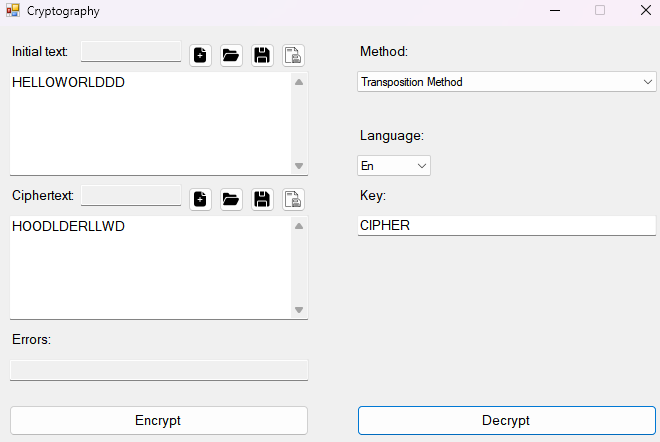 Cryptography
Initial text:
HELLOWORLDDD
Ciphertext:
HOODLDERLLWD
Errors:
Encrypt
Method:
Transposition Method
Language:
En
Key:
CIPHER
Decrypt